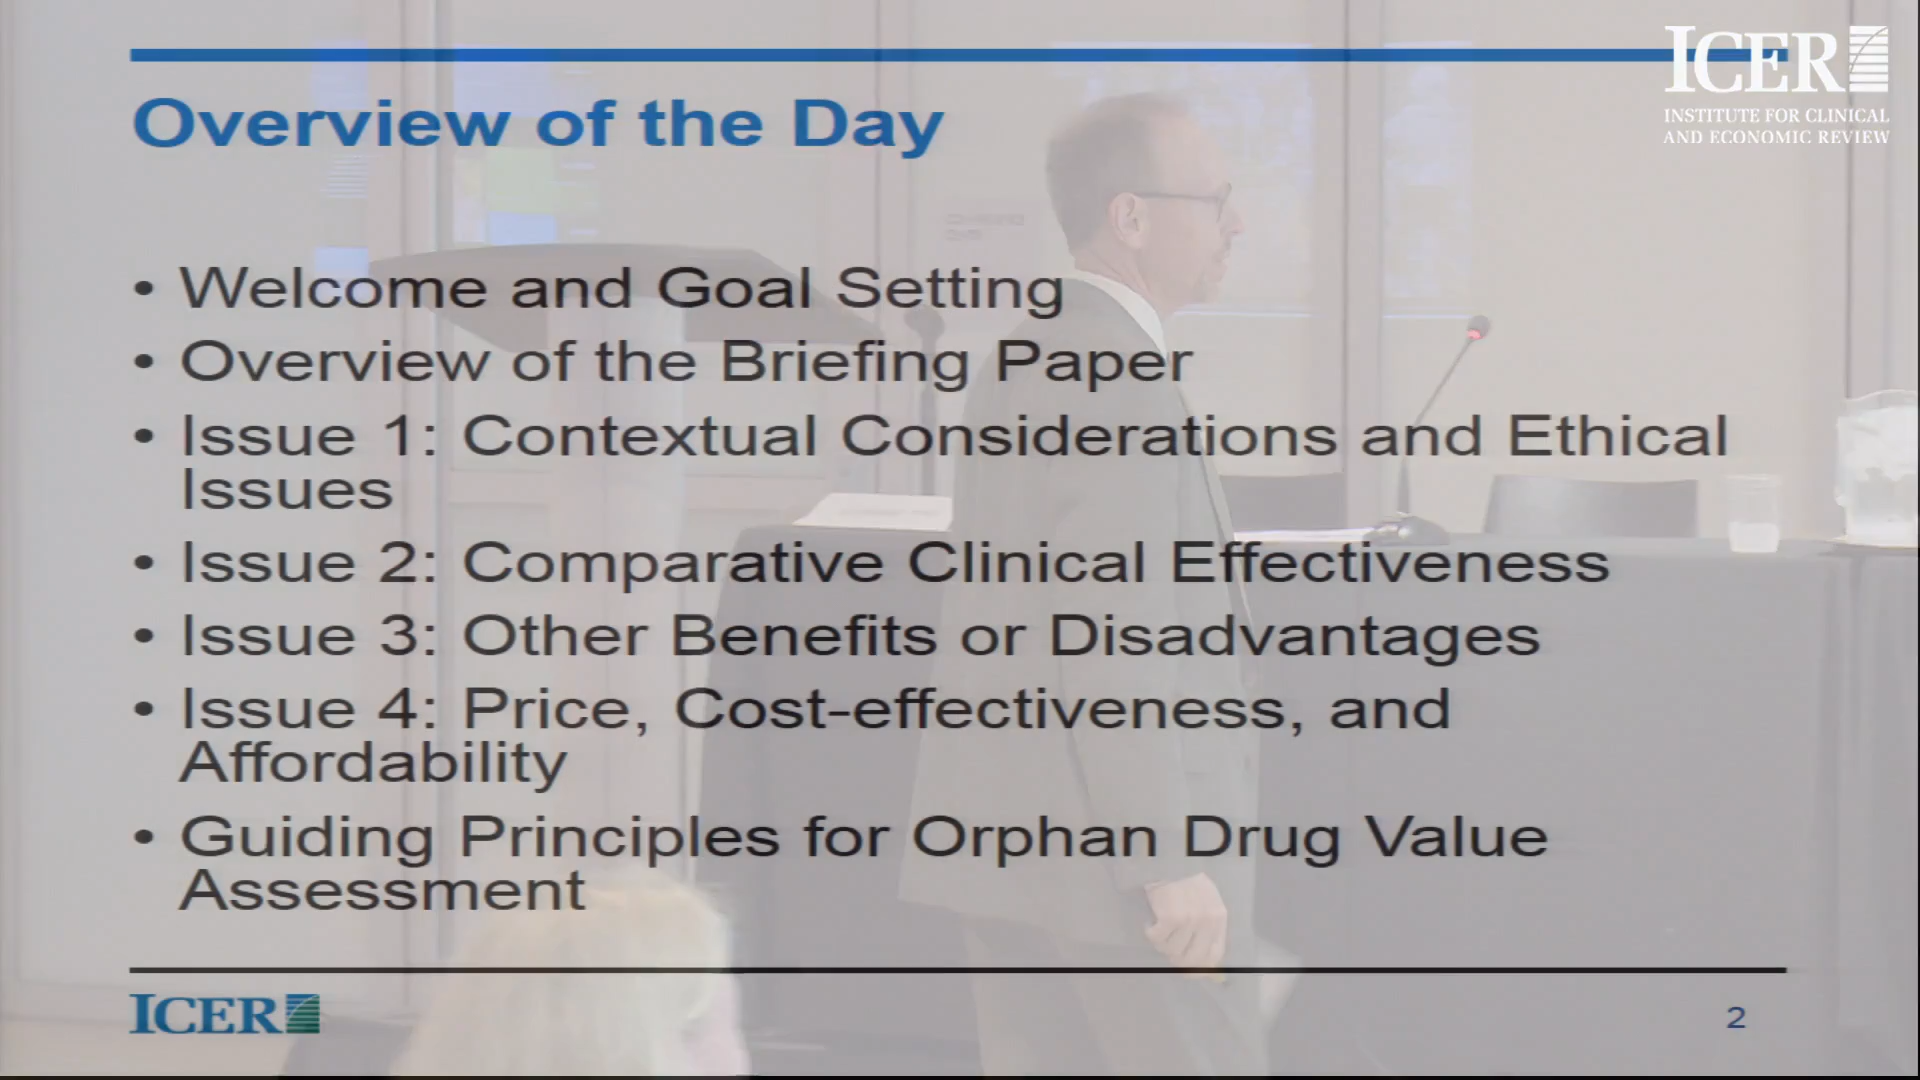 ICER
INSTITUTE FOR CLINICAL
AND ECONOMIC REVIEW
Overview of the Day
• Welcome and Goal Setting
• Overview of the Briefing Paper
• Issue 1: Contextual Considerations and Ethical
Issues
• Issue 2: Comparative Clinical Effectiveness
• Issue 3: Other Benefits or Disadvantages
• Issue 4: Price, Cost-effectiveness, and
Affordability
• Guiding Principles for Orphan Drug Value
Assessment
ICER
2